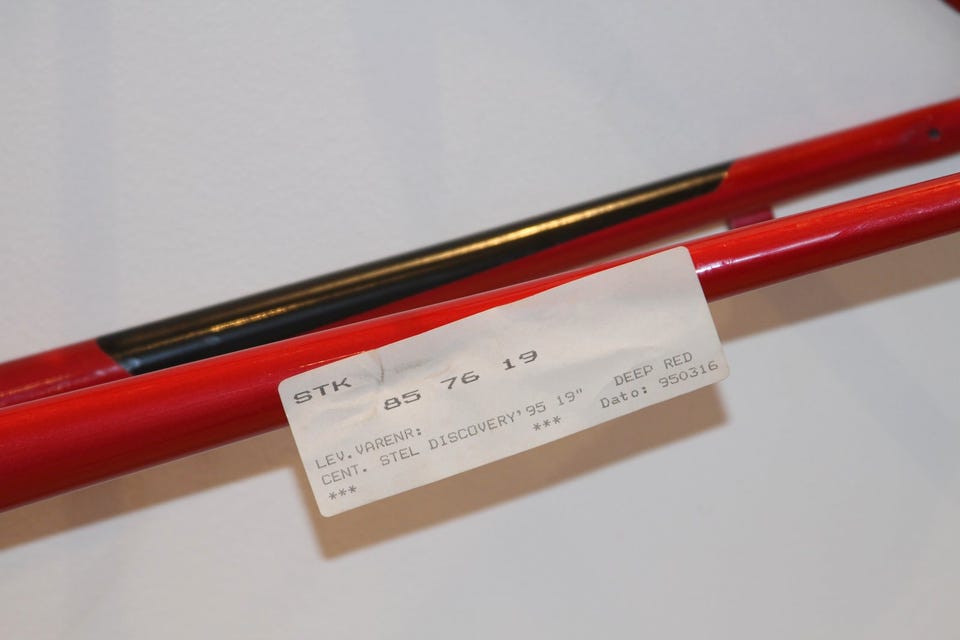 STK 85 76 19
LEV.VARENR:
CENT. STEL DISCOVERY'95 19" DEEP RED
*** *** Dato: 950316